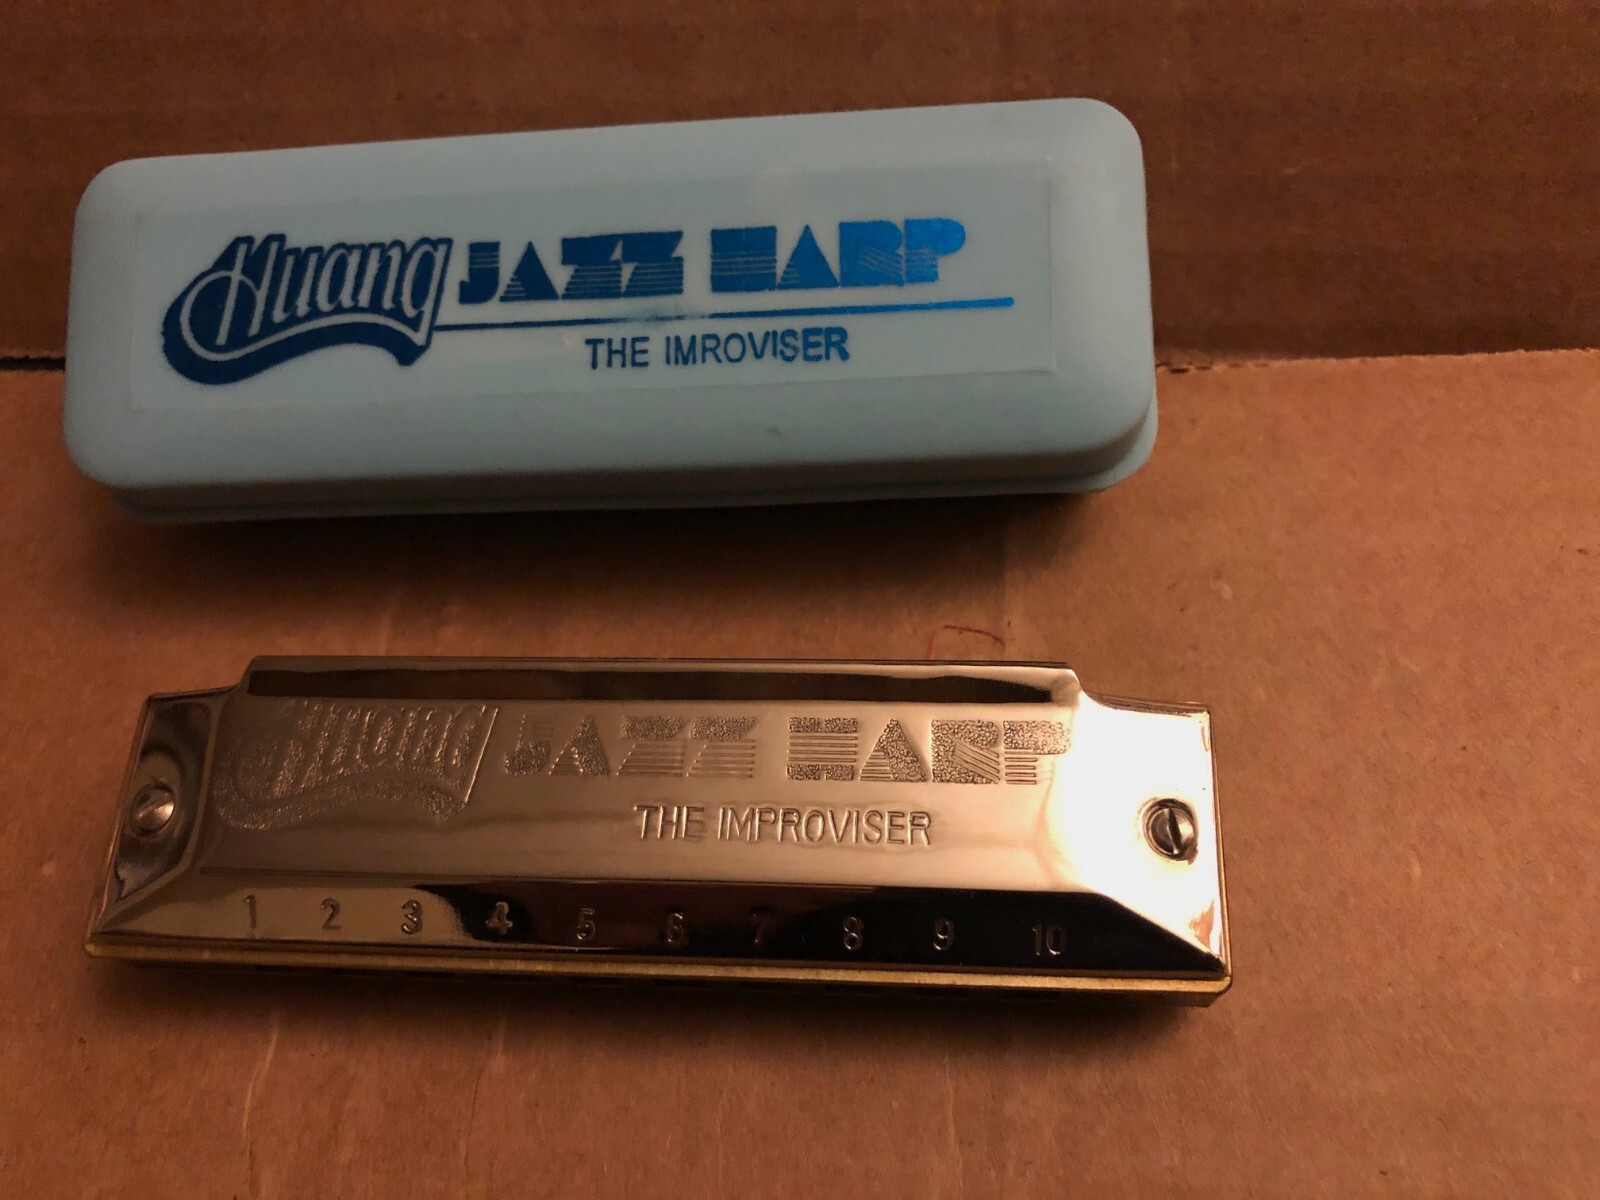 Huang JAZZ HARP
THE IMROVISER
Huang JAZZ HARP
THE IMPROVISER
1 2 3 4 5 6 7 8 9 10